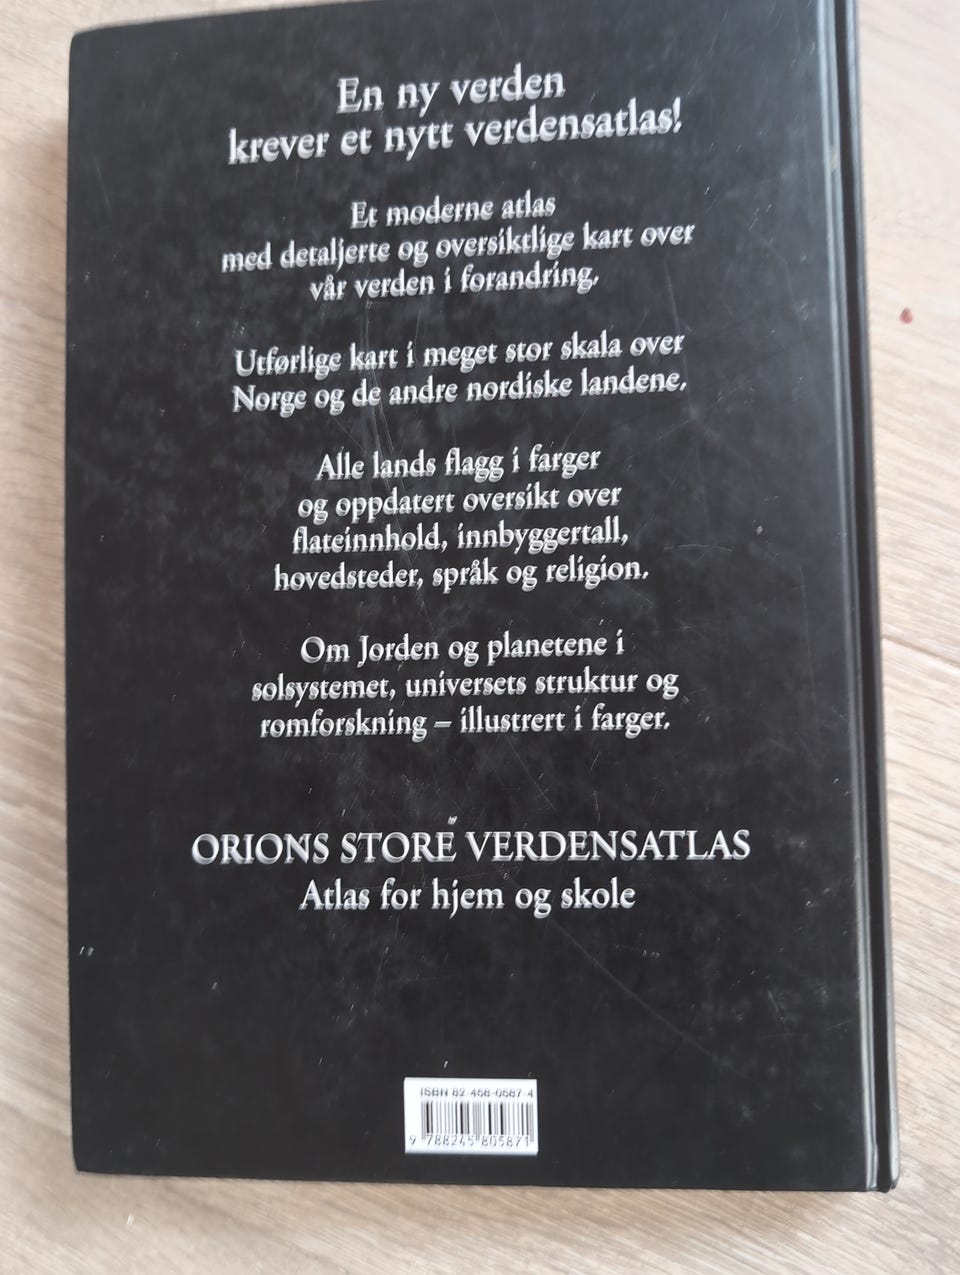 En ny verden
krever et nytt verdensatlas!
Et moderne atlas
med detaljerte og oversiktlige kart over
vår verden i forandring.
Utførlige kart i meget stor skala over
Norge og de andre nordiske landene.
Alle lands flagg i farger
og oppdatert oversikt over
flateinnhold, innbyggertall,
hovedsteder, språk og religion.
Om Jorden og planetene i
solsystemet, universets struktur og
romforskning – illustrert i farger.
ORIONS STORE VERDENSATLAS
Atlas for hjem og skole
ISBN 82-458-0587-4
9 788245 805871